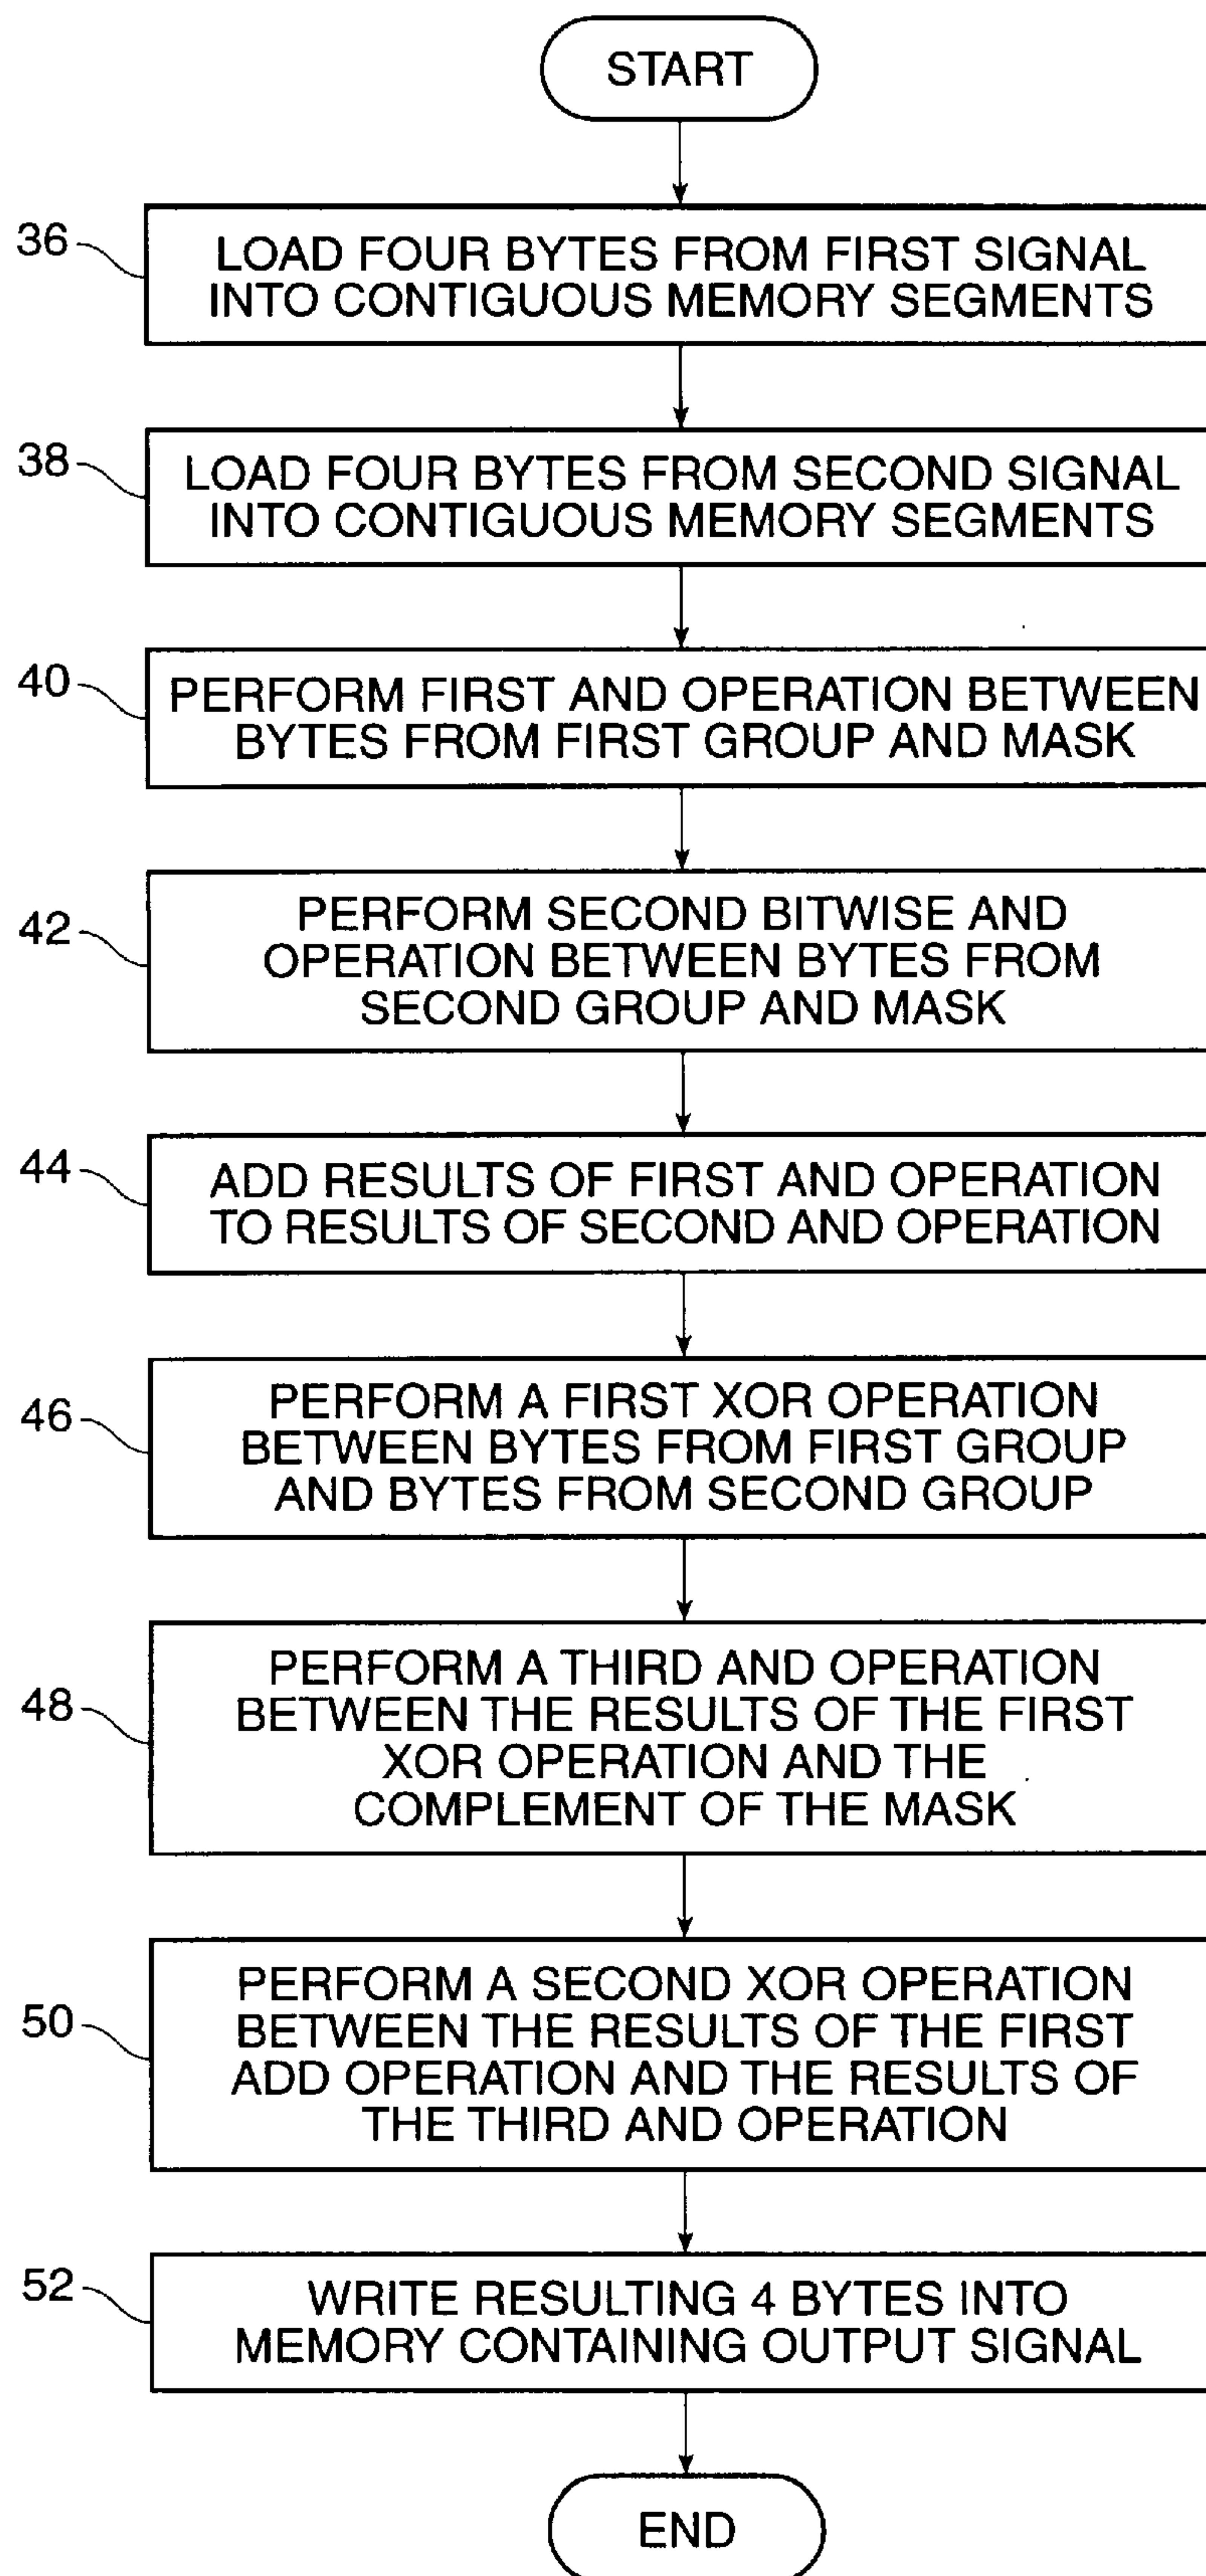 START
36
LOAD FOUR BYTES FROM FIRST SIGNAL
INTO CONTIGUOUS MEMORY SEGMENTS
38
LOAD FOUR BYTES FROM SECOND SIGNAL
INTO CONTIGUOUS MEMORY SEGMENTS
40
PERFORM FIRST AND OPERATION BETWEEN
BYTES FROM FIRST GROUP AND MASK
42
PERFORM SECOND BITWISE AND
OPERATION BETWEEN BYTES FROM
SECOND GROUP AND MASK
44
ADD RESULTS OF FIRST AND OPERATION
TO RESULTS OF SECOND AND OPERATION
46
PERFORM A FIRST XOR OPERATION
BETWEEN BYTES FROM FIRST GROUP
AND BYTES FROM SECOND GROUP
48
PERFORM A THIRD AND OPERATION
BETWEEN THE RESULTS OF THE FIRST
XOR OPERATION AND THE
COMPLEMENT OF THE MASK
50
PERFORM A SECOND XOR OPERATION
BETWEEN THE RESULTS OF THE FIRST
ADD OPERATION AND THE RESULTS OF
THE THIRD AND OPERATION
52
WRITE RESULTING 4 BYTES INTO
MEMORY CONTAINING OUTPUT SIGNAL
END